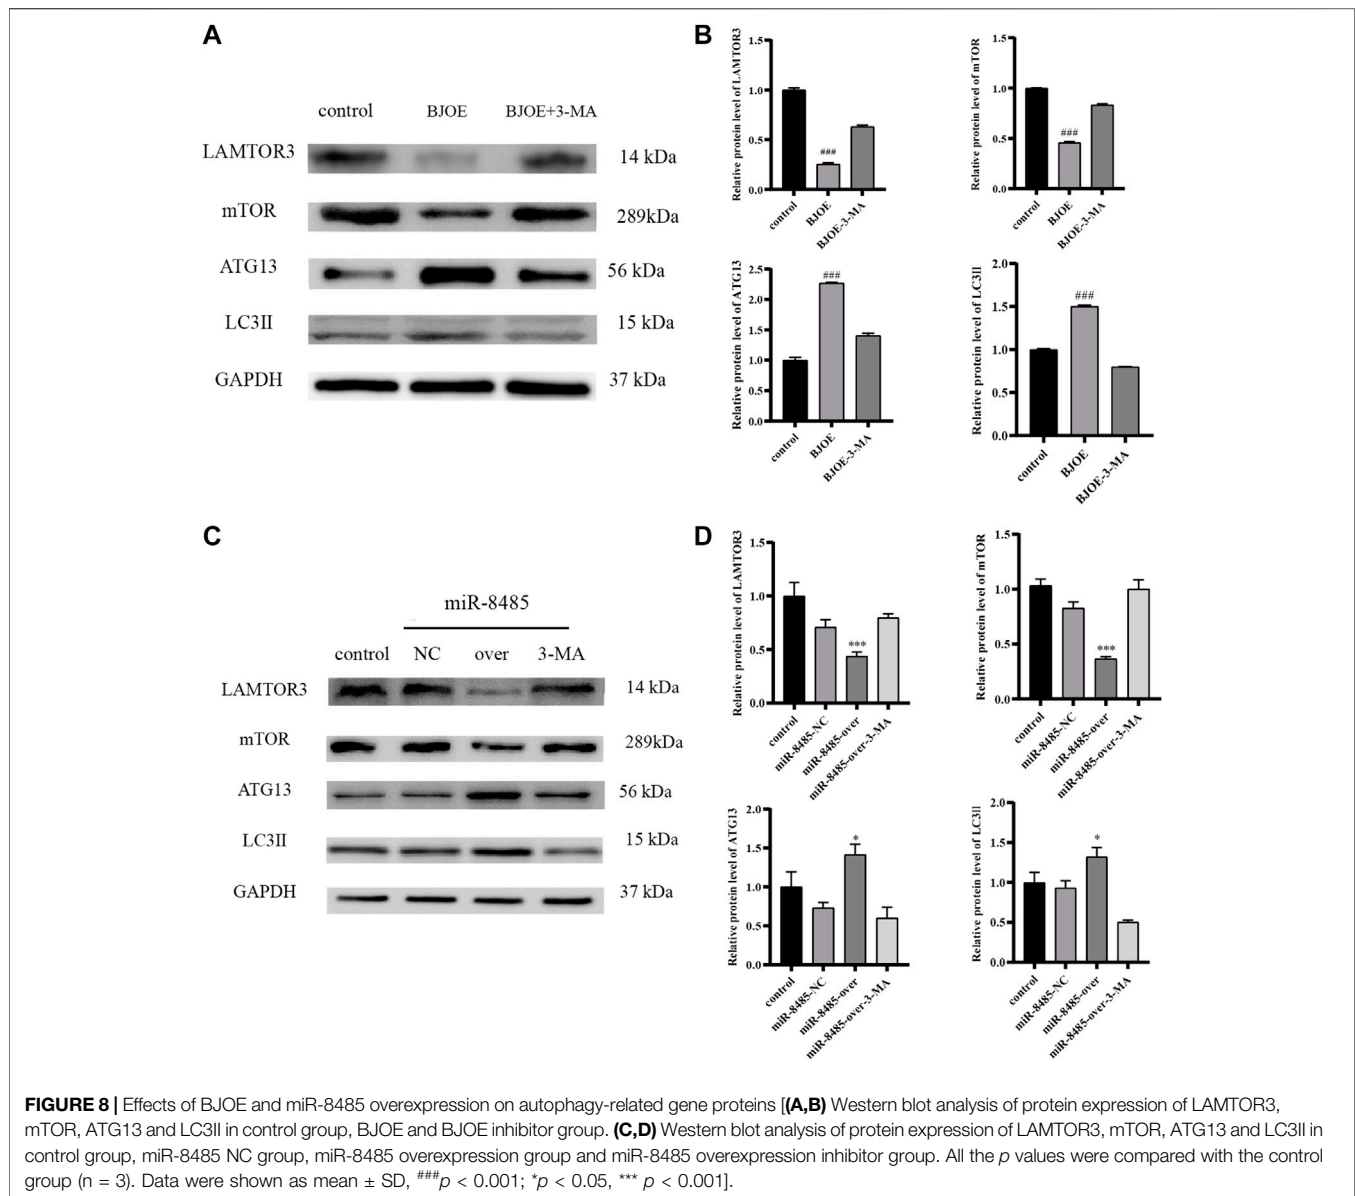 A
control BJOE BJOE+3-MA
LAMTOR3 14 kDa
mTOR 289kDa
ATG13 56 kDa
LC3II 15 kDa
GAPDH 37 kDa
B
Relative protein level of LAMTOR3
1.5
1.0
0.5
0.0
###
control
BJOE
BJOE-3-MA
Relative protein level of mTOR
1.5
1.0
0.5
0.0
###
control
BJOE
BJOE-3-MA
Relative protein level of ATG13
2.5
2.0
1.5
1.0
0.5
0.0
###
control
BJOE
BJOE-3-MA
Relative protein level of LC3II
2.0
1.5
1.0
0.5
0.0
###
control
BJOE
BJOE-3-MA
C
miR-8485
control NC over 3-MA
LAMTOR3 14 kDa
mTOR 289kDa
ATG13 56 kDa
LC3II 15 kDa
GAPDH 37 kDa
D
Relative protein level of LAMTOR3
1.5
1.0
0.5
0.0
***
control
miR-8485-NC
miR-8485-over
miR-8485-over-3-MA
Relative protein level of mTOR
1.5
1.0
0.5
0.0
***
control
miR-8485-NC
miR-8485-over
miR-8485-over-3-MA
Relative protein level of ATG13
2.0
1.5
1.0
0.5
0.0
*
control
miR-8485-NC
miR-8485-over
miR-8485-over-3-MA
Relative protein level of LC3II
2.0
1.5
1.0
0.5
0.0
*
control
miR-8485-NC
miR-8485-over
miR-8485-over-3-MA
FIGURE 8 | Effects of BJOE and miR-8485 overexpression on autophagy-related gene proteins [(A,B) Western blot analysis of protein expression of LAMTOR3,
mTOR, ATG13 and LC3II in control group, BJOE and BJOE inhibitor group. (C,D) Western blot analysis of protein expression of LAMTOR3, mTOR, ATG13 and LC3II in
control group, miR-8485 NC group, miR-8485 overexpression group and miR-8485 overexpression inhibitor group. All the p values were compared with the control
group (n = 3). Data were shown as mean ± SD, ###p < 0.001; *p < 0.05, *** p < 0.001].